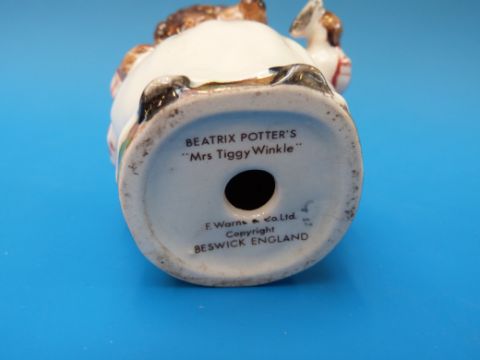 BEATRIX POTTER'S
"Mrs Tiggy Winkle"
F. Warne & Co. Ltd.
Copyright
BESWICK ENGLAND